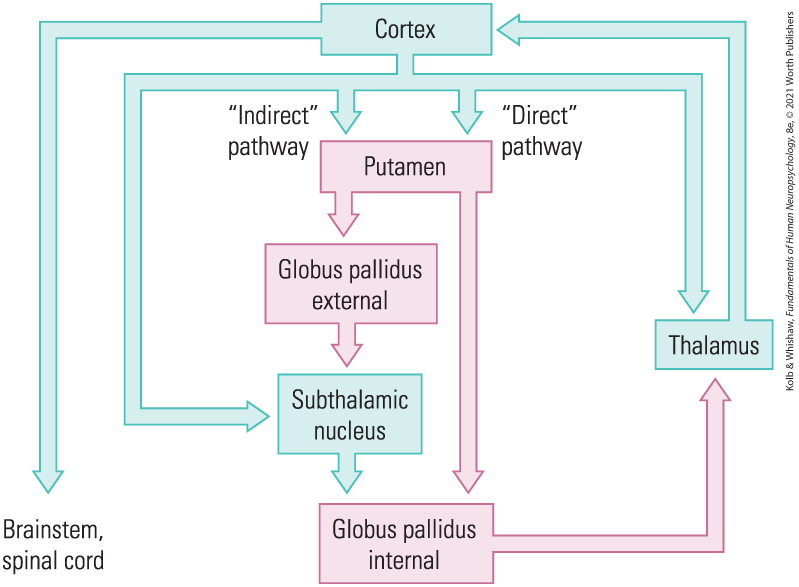 Cortex
“Indirect”
pathway
“Direct”
pathway
Putamen
Globus pallidus
external
Thalamus
Subthalamic
nucleus
Brainstem,
spinal cord
Globus pallidus
internal
Kolb & Whishaw, Fundamentals of Human Neuropsychology, 8e, © 2021 Worth Publishers